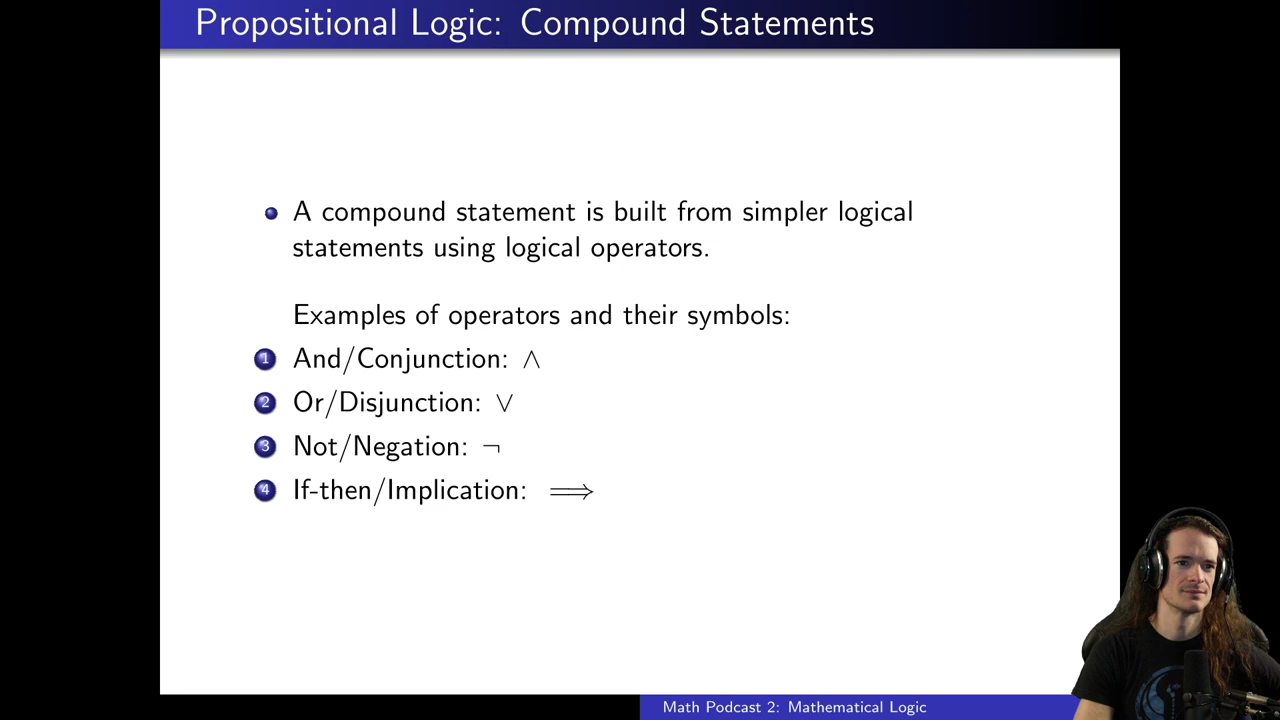 Propositional Logic: Compound Statements
A compound statement is built from simpler logical
statements using logical operators.
Examples of operators and their symbols:
1 And/Conjunction: ∧
2 Or/Disjunction: ∨
3 Not/Negation: ¬
4 If-then/Implication: ⟹
Math Podcast 2: Mathematical Logic